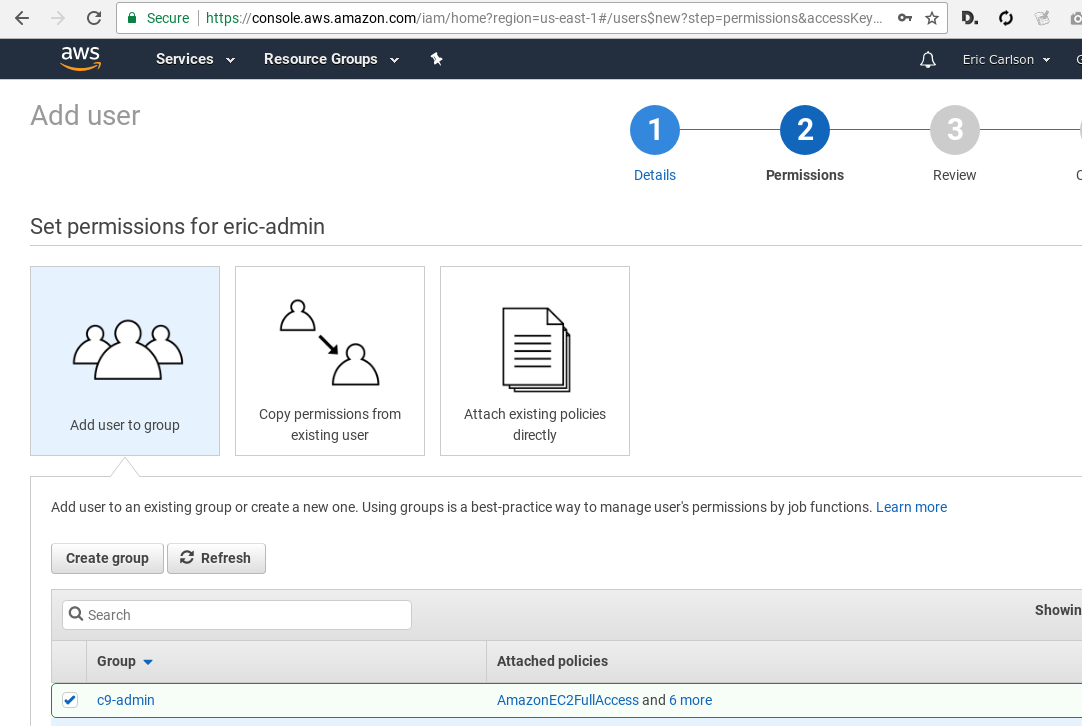 Secure https://console.aws.amazon.com/iam/home?region=us-east-1#/users$new?step=permissions&accessKey...
D.
aws Services Resource Groups Eric Carlson G
Add user
1 2 3
Details Permissions Review C
Set permissions for eric-admin
Add user to group
Copy permissions from
existing user
Attach existing policies
directly
Add user to an existing group or create a new one. Using groups is a best-practice way to manage user's permissions by job functions. Learn more
Create group Refresh
Search Showin
Group Attached policies
c9-admin AmazonEC2FullAccess and 6 more